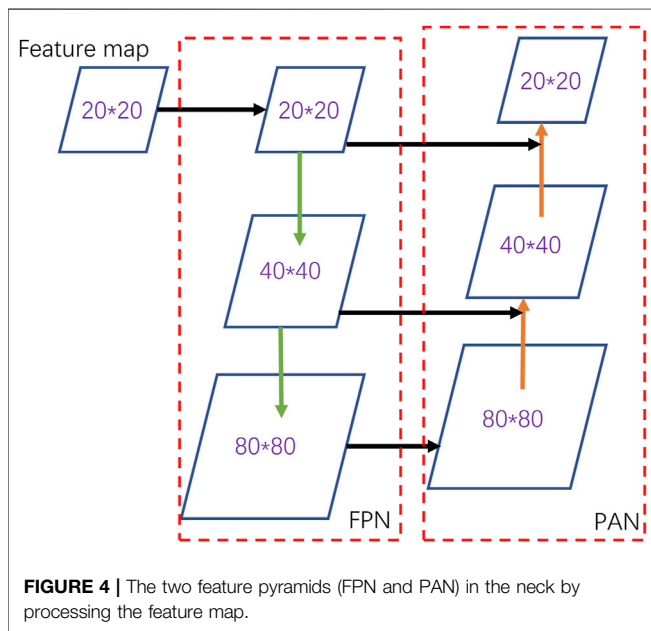 Feature map
20*20
20*20
20*20
40*40
40*40
80*80
80*80
FPN
PAN
FIGURE 4 | The two feature pyramids (FPN and PAN) in the neck by
processing the feature map.